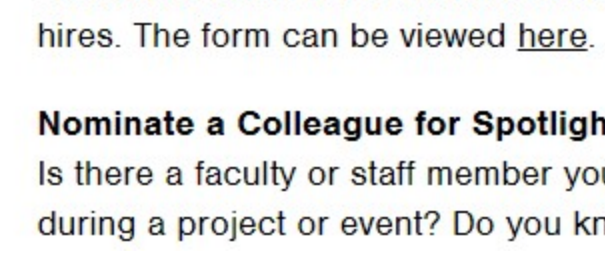 hires. The form can be viewed here.
Nominate a Colleague for Spotligh
Is there a faculty or staff member you
during a project or event? Do you kn